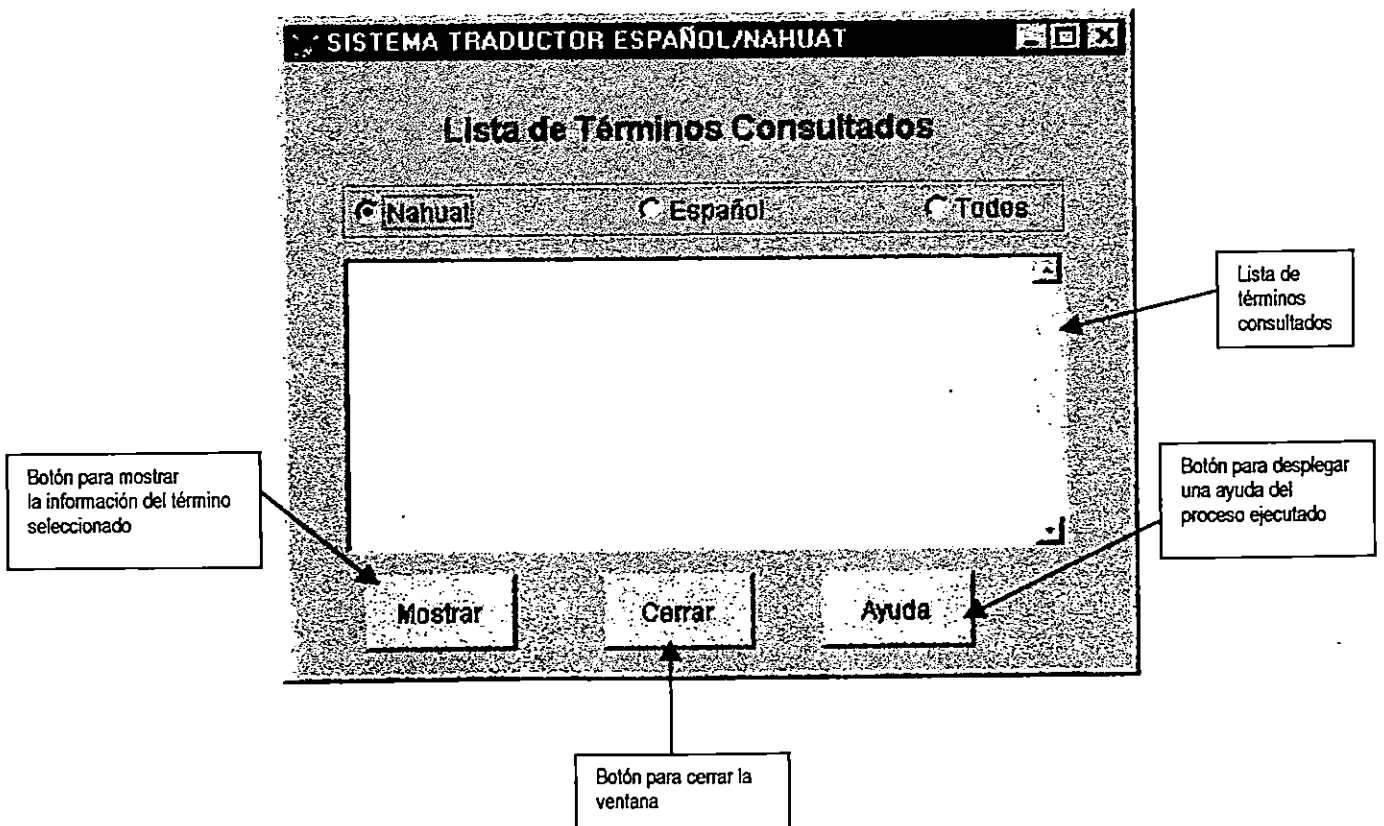 SISTEMA TRADUCTOR ESPAÑOL/NAHUAT
Lista de Términos Consultados
Nahuat
Español
Todos
Lista de
términos
consultados
Botón para mostrar
la información del término
seleccionado
Botón para desplegar
una ayuda del
proceso ejecutado
Mostrar
Cerrar
Ayuda
Botón para cerrar la
ventana